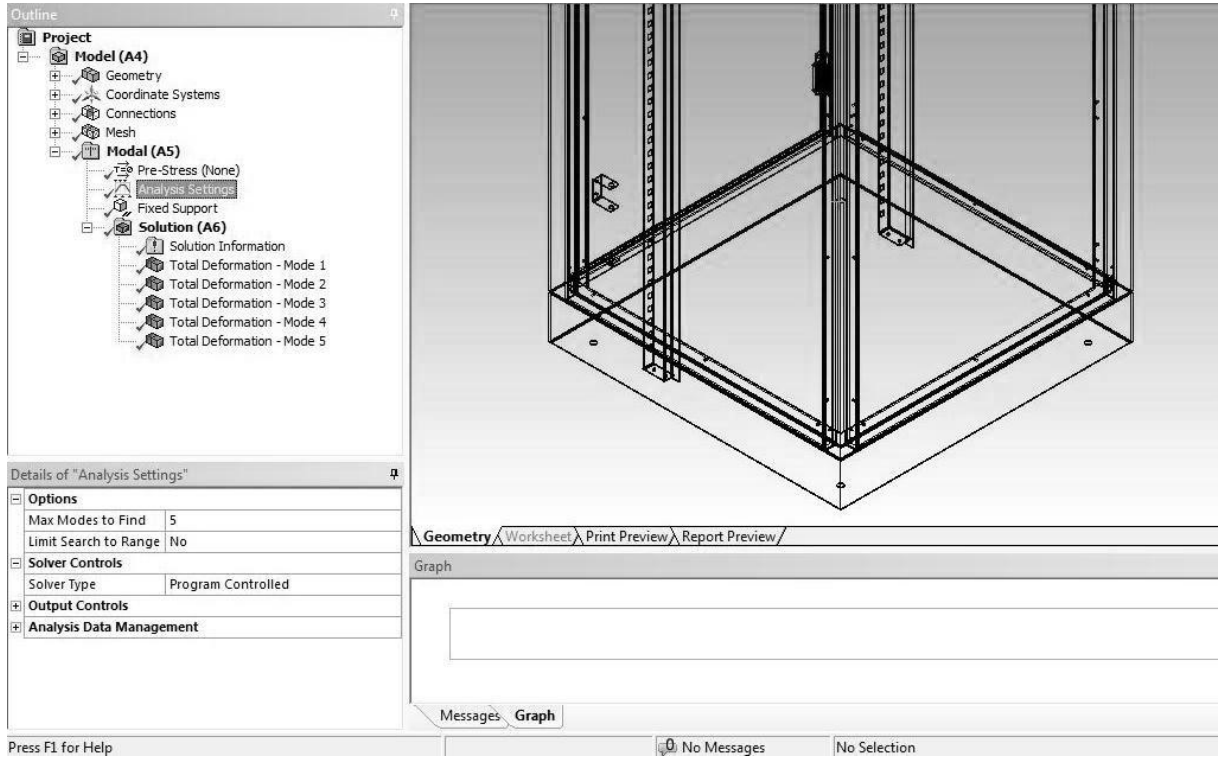 Outline
Project
Model (A4)
Geometry
Coordinate Systems
Connections
Mesh
Modal (A5)
Pre-Stress (None)
Analysis Settings
Fixed Support
Solution (A6)
Solution Information
Total Deformation - Mode 1
Total Deformation - Mode 2
Total Deformation - Mode 3
Total Deformation - Mode 4
Total Deformation - Mode 5
Details of "Analysis Settings"
Options
Max Modes to Find 5
Limit Search to Range No
Solver Controls
Solver Type Program Controlled
Output Controls
Analysis Data Management
Geometry Worksheet Print Preview Report Preview
Graph
Messages Graph
Press F1 for Help 0 No Messages No Selection